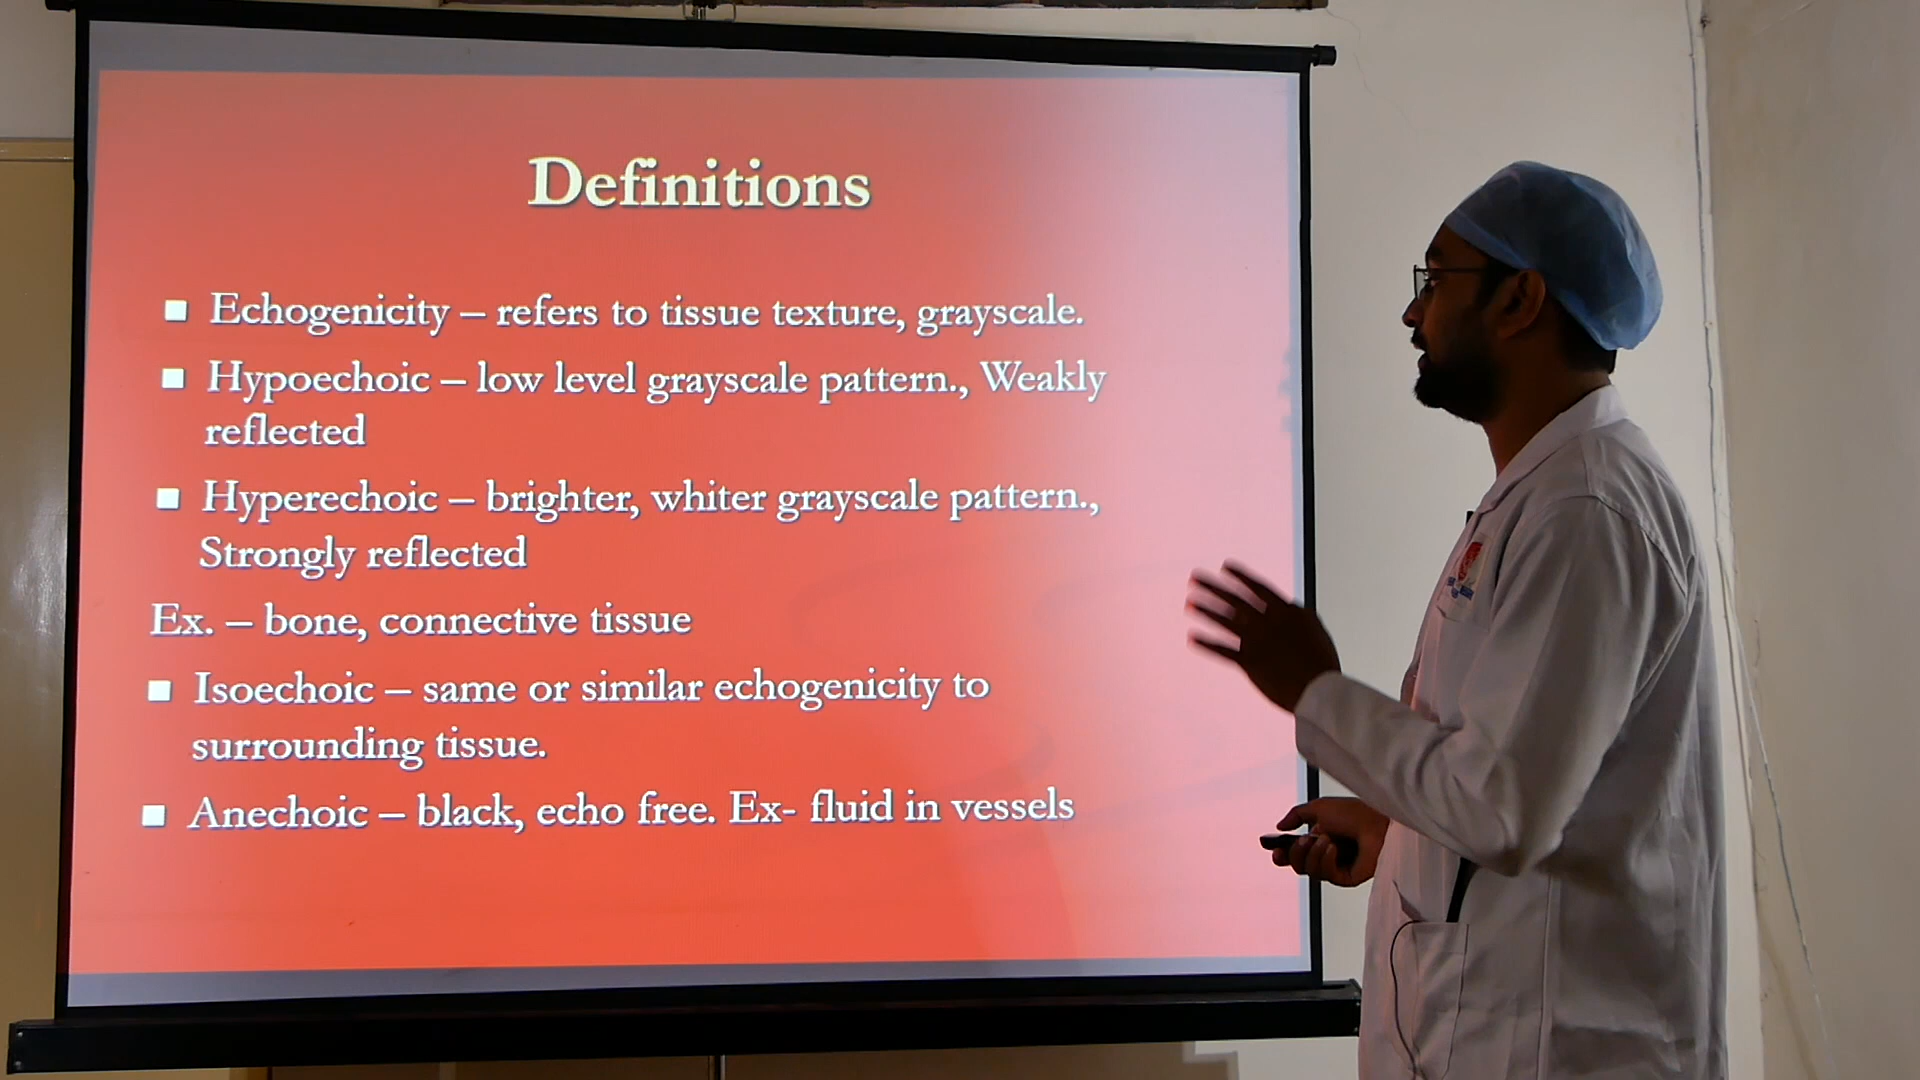 Definitions
▪ Echogenicity – refers to tissue texture, grayscale.
▪ Hypoechoic – low level grayscale pattern., Weakly
reflected
▪ Hyperechoic – brighter, whiter grayscale pattern.,
Strongly reflected
Ex. – bone, connective tissue
▪ Isoechoic – same or similar echogenicity to
surrounding tissue.
▪ Anechoic – black, echo free. Ex- fluid in vessels